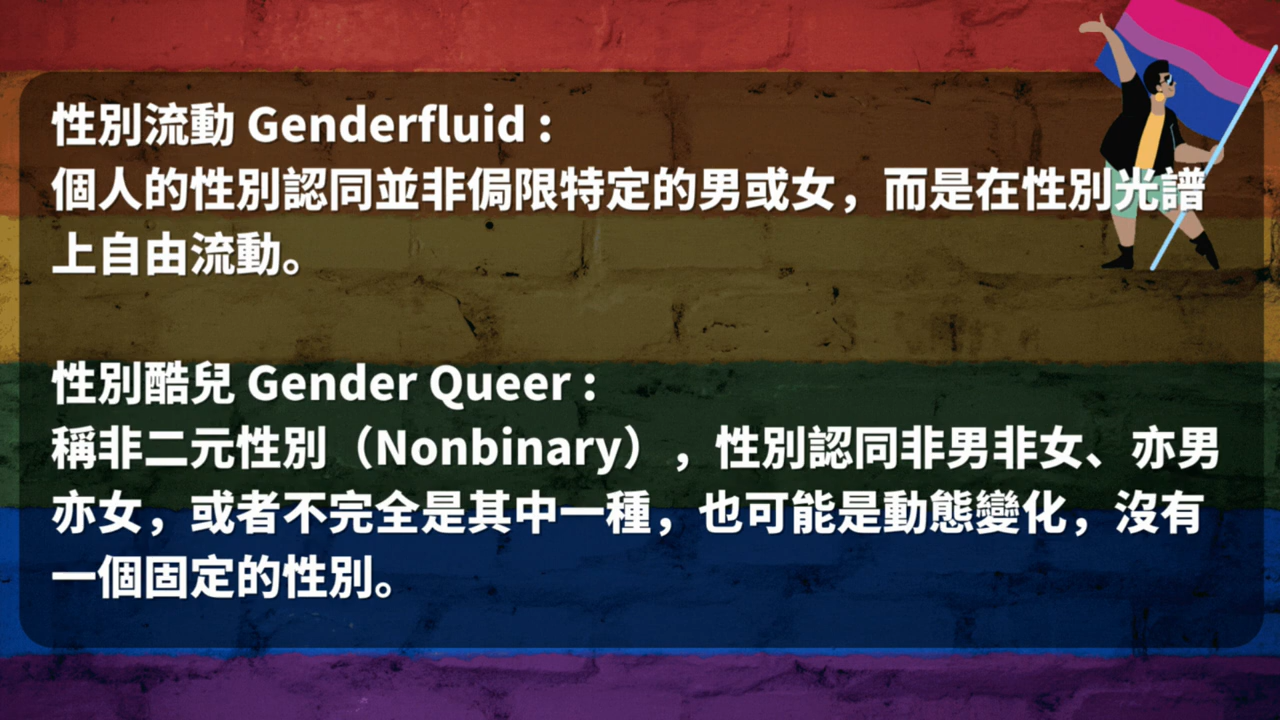 性別流動 Genderfluid :
個人的性別認同並非侷限特定的男或女，而是在性別光譜
上自由流動。
性別酷兒 Gender Queer :
稱非二元性別（Nonbinary），性別認同非男非女、亦男
亦女，或者不完全是其中一種，也可能是動態變化，沒有
一個固定的性別。